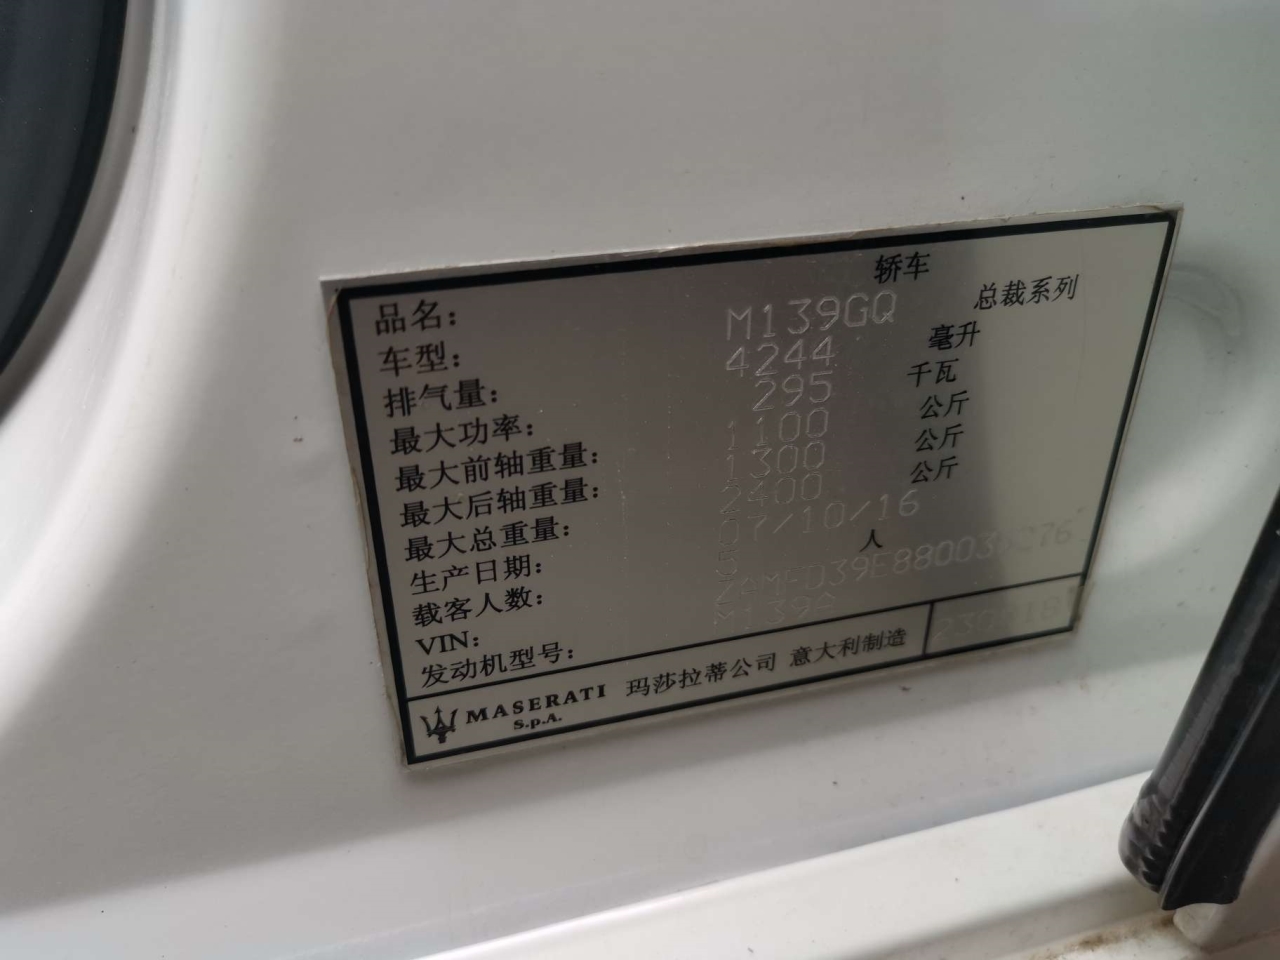 品名: 轿车
车型: M139GQ 总裁系列
排气量: 4244 毫升
最大功率: 295 千瓦
最大前轴重量: 1100 公斤
最大后轴重量: 1300 公斤
最大总重量: 2400 公斤
生产日期: 07/10/16
载客人数: 5 人
VIN:
发动机型号: M139A
MASERATI 玛莎拉蒂公司 意大利制造
S.p.A.